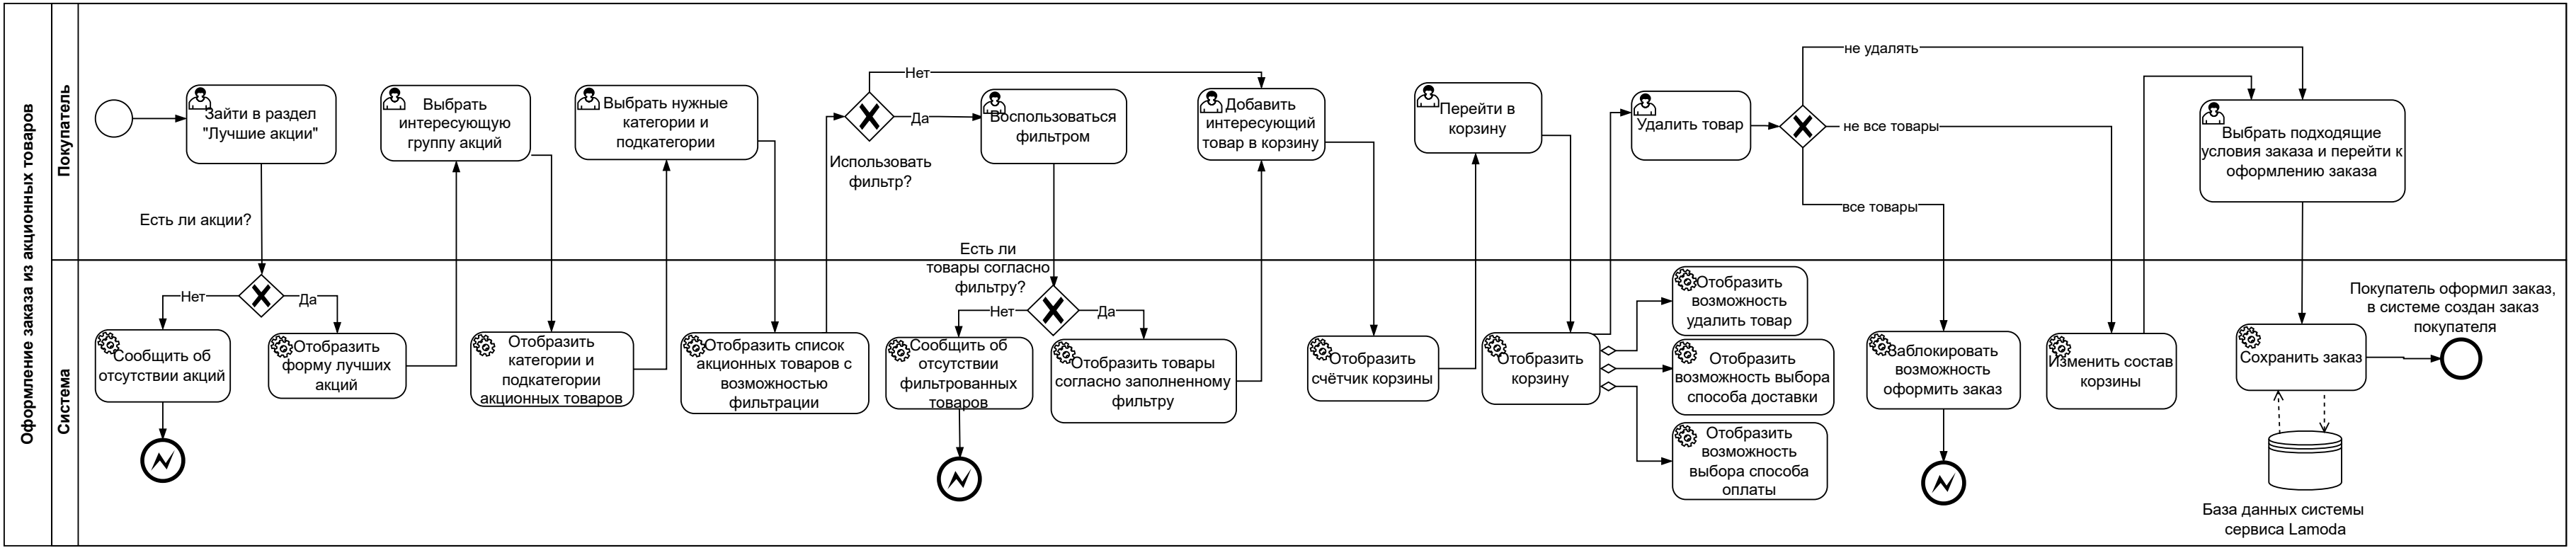 Оформление заказа из акционных товаров
Покупатель
Зайти в раздел
"Лучшие акции"
Есть ли акции?
Выбрать
интересующую
группу акций
Выбрать нужные
категории и
подкатегории
Использовать
фильтр?
Нет
Да
Воспользоваться
фильтром
Есть ли
товары согласно
фильтру?
Добавить
интересующий
товар в корзину
Перейти в
корзину
Удалить товар
не удалять
не все товары
все товары
Выбрать подходящие
условия заказа и перейти к
оформлению заказа
Система
Нет
Да
Сообщить об
отсутствии акций
Отобразить
форму лучших
акций
Отобразить
категории и
подкатегории
акционных товаров
Отобразить список
акционных товаров с
возможностью
фильтрации
Нет
Да
Сообщить об
отсутствии
фильтрованных
товаров
Отобразить товары
согласно заполненному
фильтру
Отобразить
счётчик корзины
Отобразить
корзину
Отобразить
возможность
удалить товар
Отобразить
возможность выбора
способа доставки
Отобразить
возможность
выбора способа
оплаты
Заблокировать
возможность
оформить заказ
Изменить состав
корзины
Сохранить заказ
Покупатель оформил заказ,
в системе создан заказ
покупателя
База данных системы
сервиса Lamoda